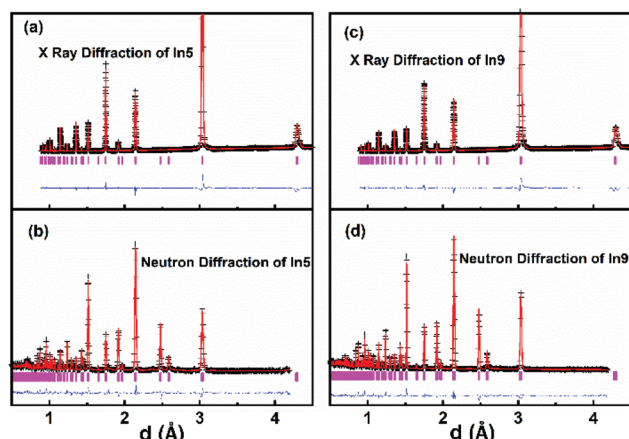 (a)
X Ray Diffraction of In5
(c)
X Ray Diffraction of In9
(b)
Neutron Diffraction of In5
(d)
Neutron Diffraction of In9
1 2 3 4
1 2 3 4
d (Å)
d (Å)